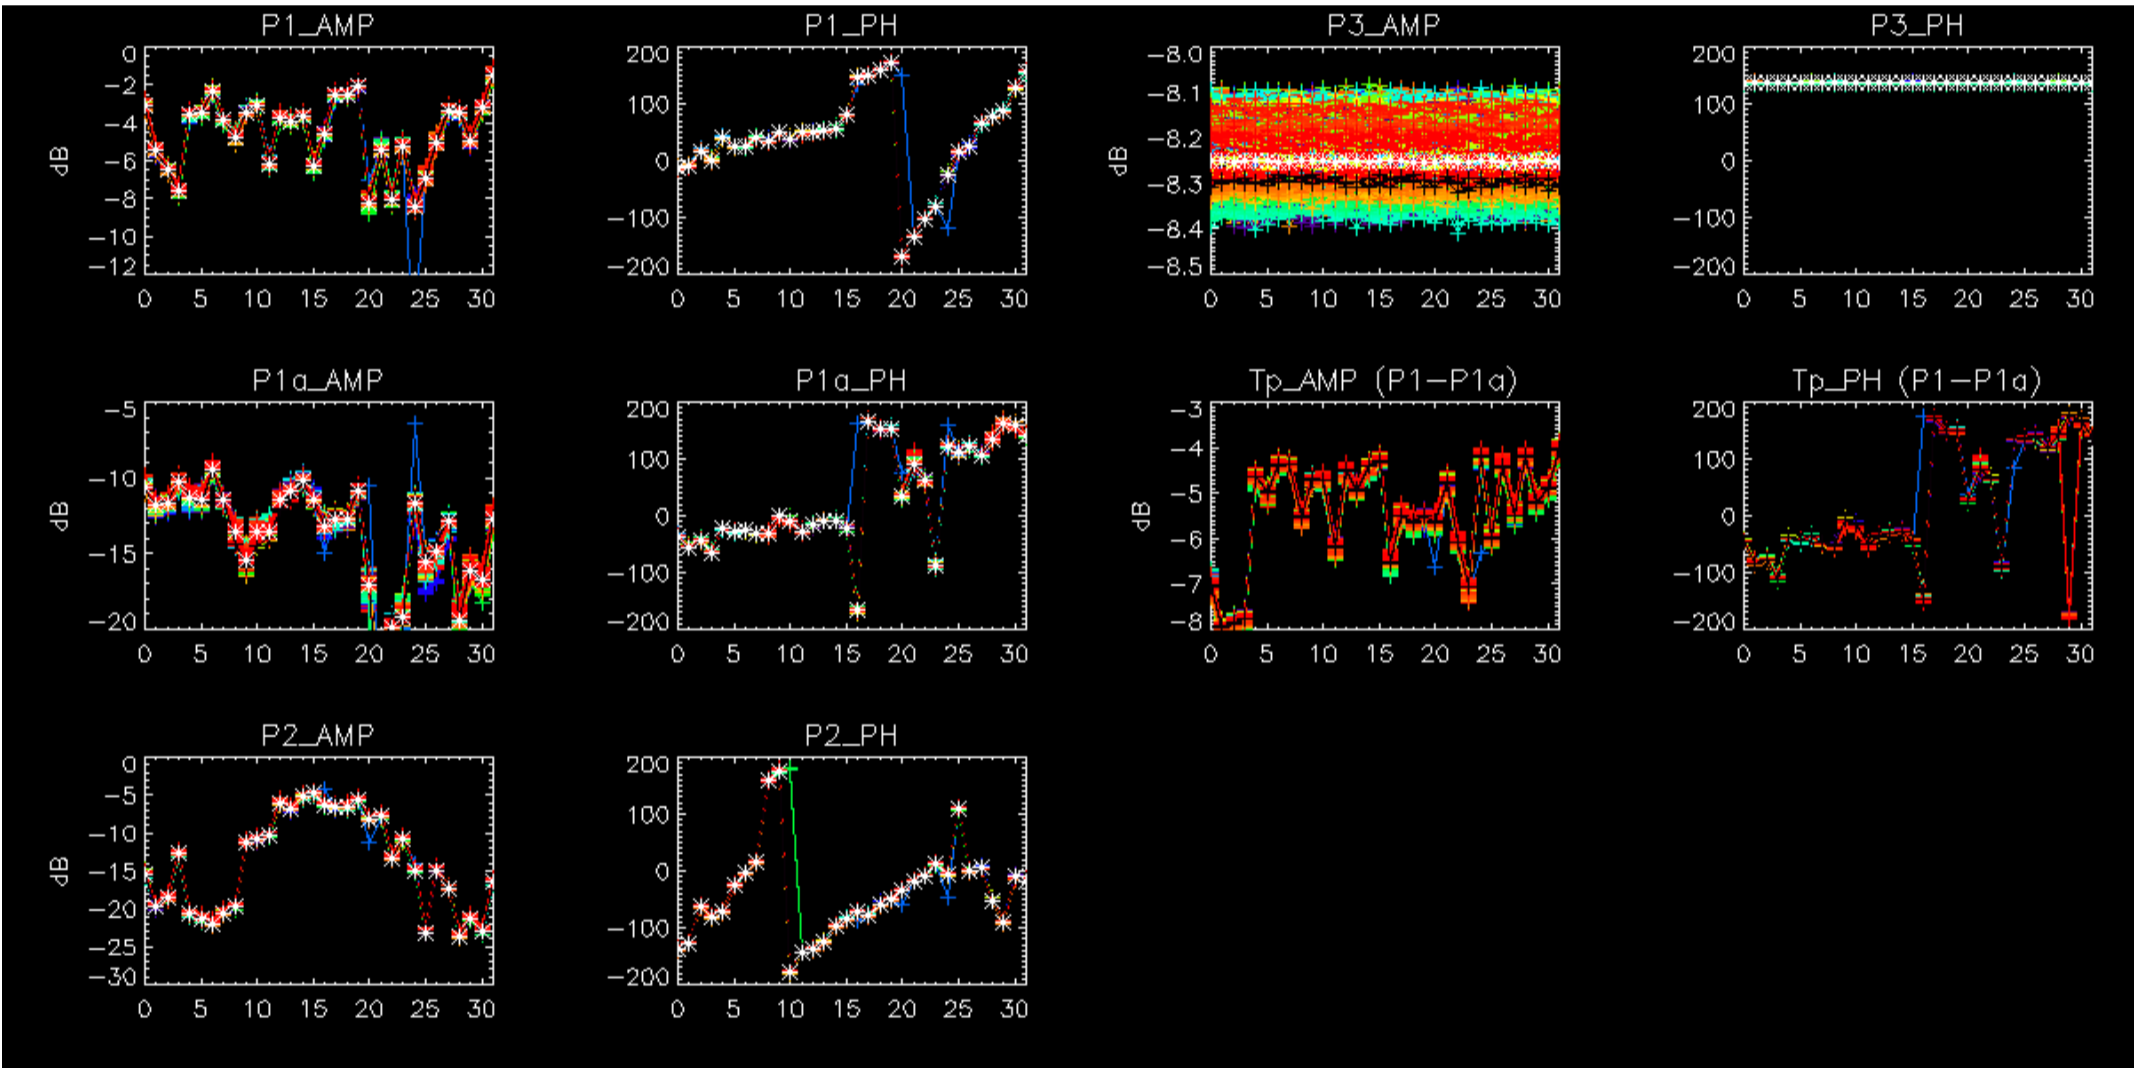 P1_AMP
0
-2
-4
-6
-8
-10
-12
dB
0 5 10 15 20 25 30
P1_PH
200
100
0
-100
-200
0 5 10 15 20 25 30
P3_AMP
-8.0
-8.1
-8.2
-8.3
-8.4
-8.5
dB
0 5 10 15 20 25 30
P3_PH
200
100
0
-100
-200
0 5 10 15 20 25 30
P1a_AMP
-5
-10
-15
-20
dB
0 5 10 15 20 25 30
P1a_PH
200
100
0
-100
-200
0 5 10 15 20 25 30
Tp_AMP (P1-P1a)
-3
-4
-5
-6
-7
-8
dB
0 5 10 15 20 25 30
Tp_PH (P1-P1a)
200
100
0
-100
-200
0 5 10 15 20 25 30
P2_AMP
0
-5
-10
-15
-20
-25
-30
dB
0 5 10 15 20 25 30
P2_PH
200
100
0
-100
-200
0 5 10 15 20 25 30